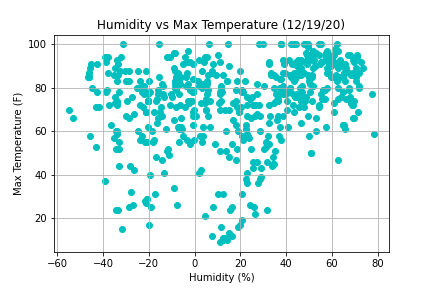 Humidity vs Max Temperature (12/19/20)
Max Temperature (F)
100
80
60
40
20
−60 −40 −20 0 20 40 60 80
Humidity (%)